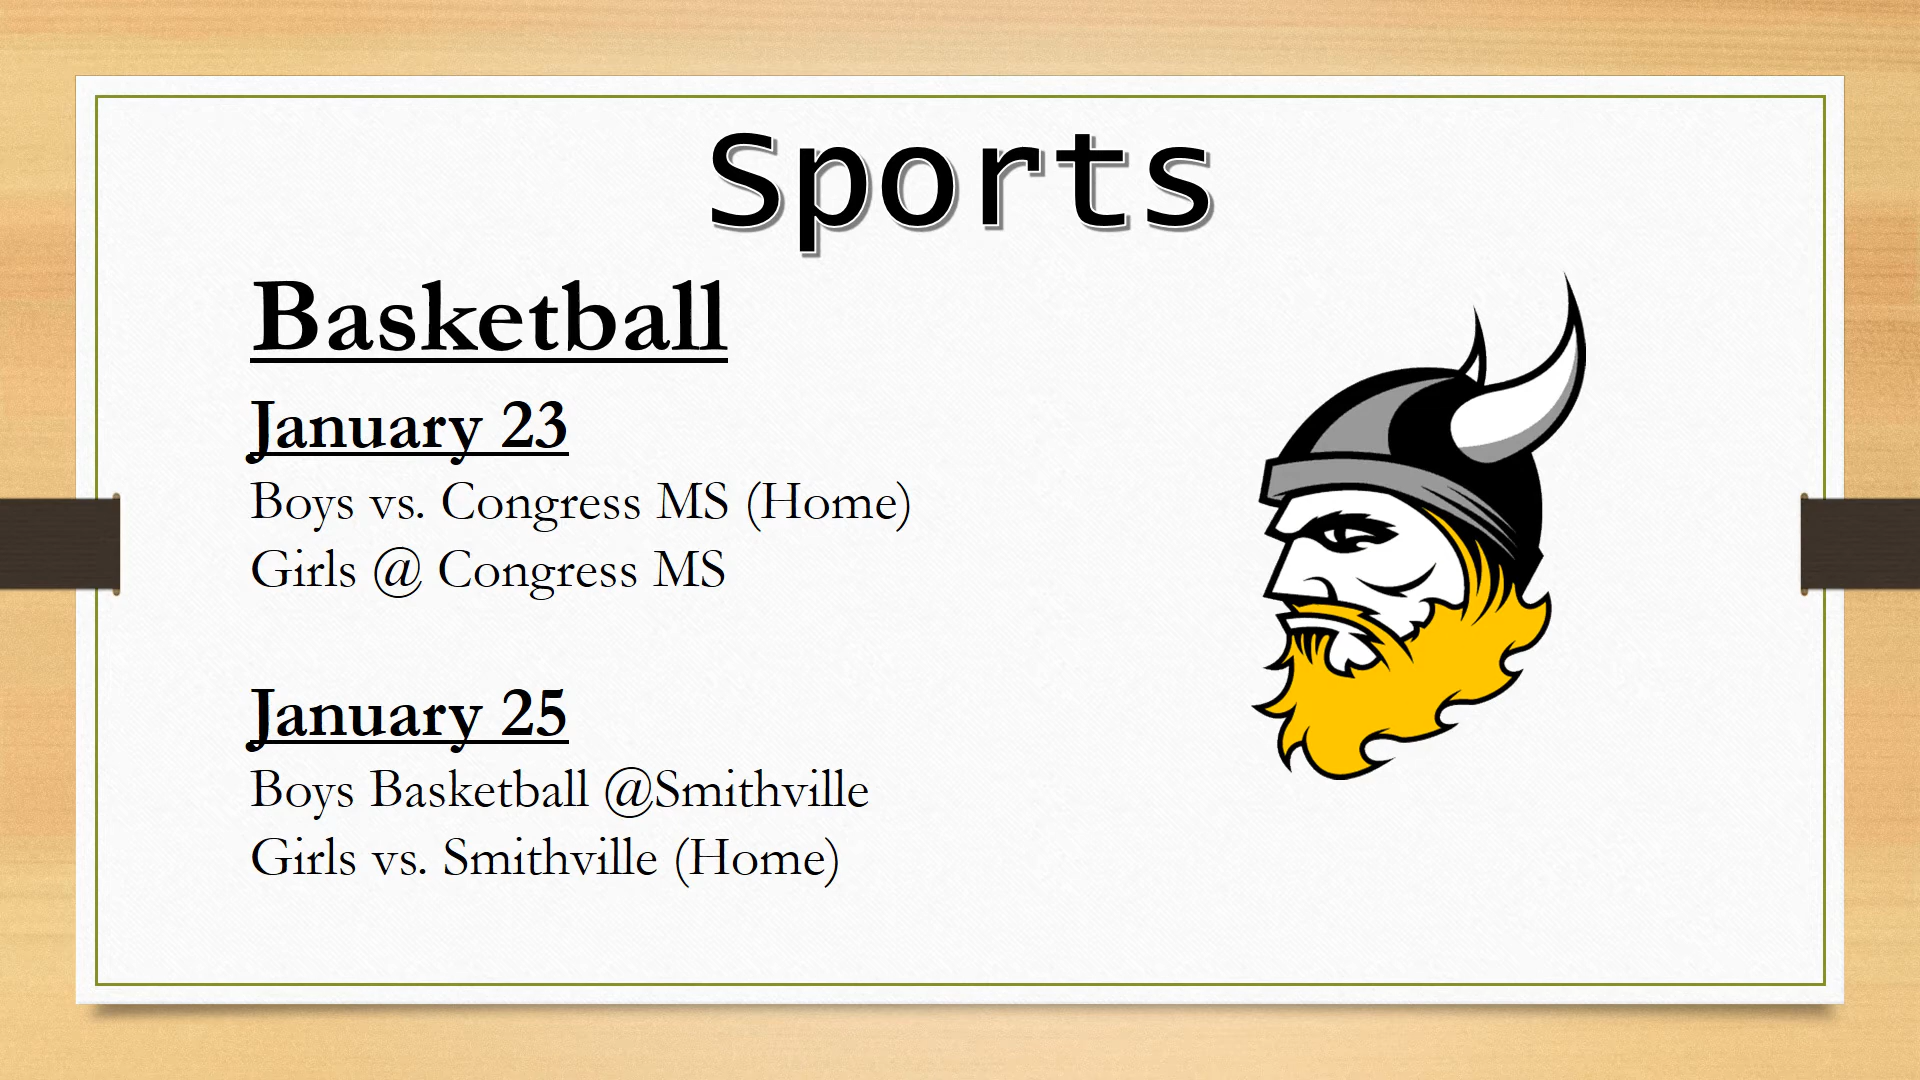 Sports
Basketball
January 23
Boys vs. Congress MS (Home)
Girls @ Congress MS
January 25
Boys Basketball @Smithville
Girls vs. Smithville (Home)